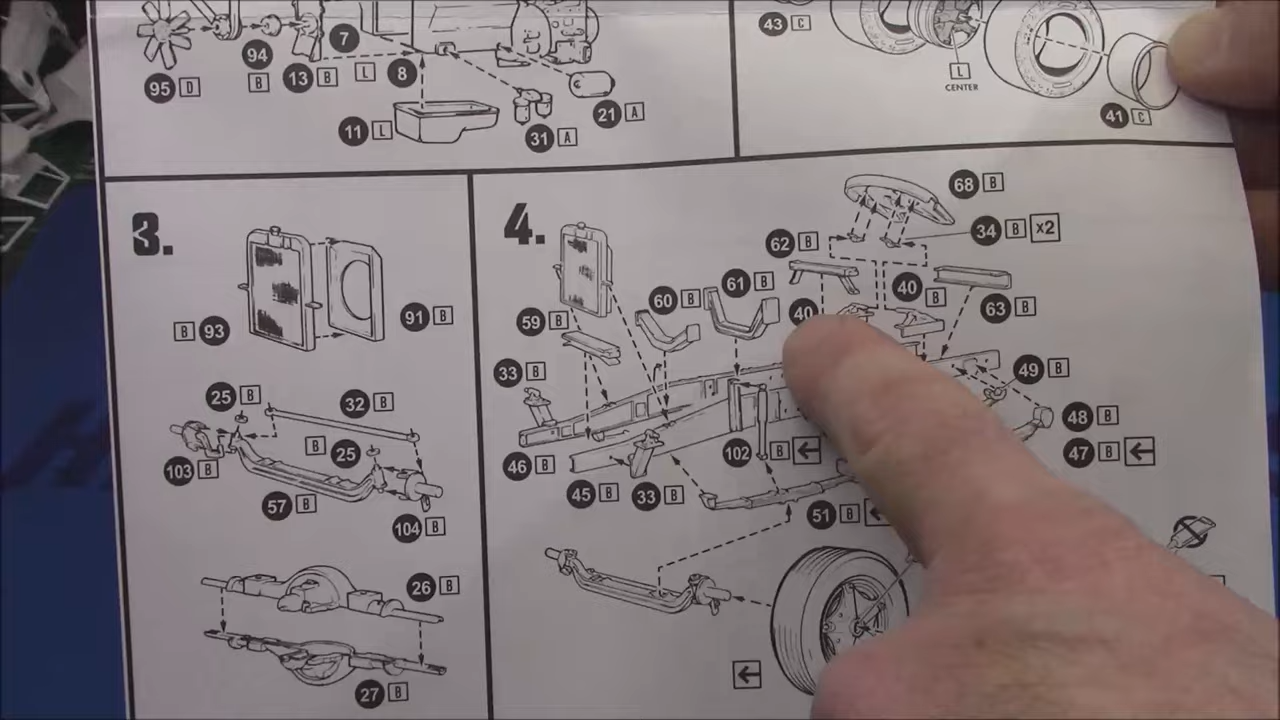 95 D
94 B
13 B
7
L 8
11 L
31 A
21 A
43 C
L
CENTER
41 C
3.
B 93
91 B
25 B
32 B
B 25
103 B
57 B
104 B
26 B
27 B
4.
68 B
34 B x2
62 B
61 B
60 B
59 B
33 B
40
40 B
63 B
49 B
48 B
47 B
46 B
45 B
33 B
102 B
51 B